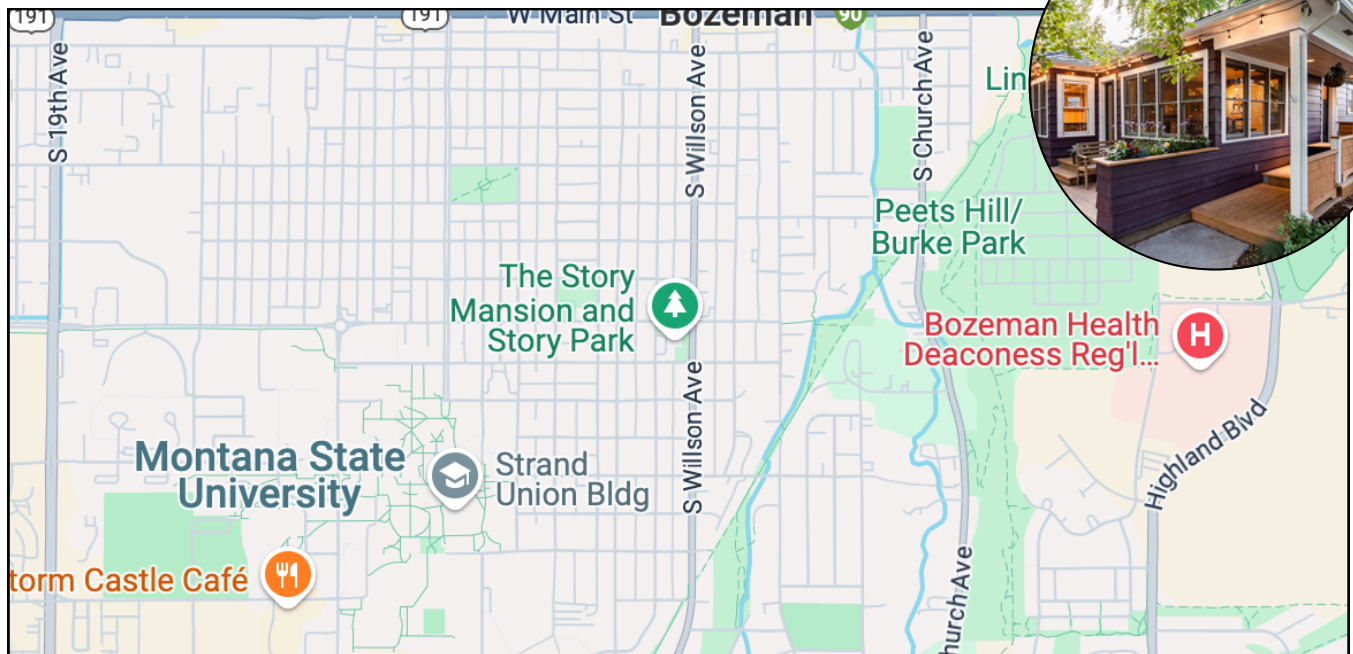 191
191
W Main St
Bozeman
90
S 19th Ave
S Willson Ave
S Church Ave
Lin
Peets Hill/
Burke Park
The Story
Mansion and
Story Park
Bozeman Health
Deaconess Reg'l...
H
S Willson Ave
Highland Blvd
Montana State
University
Strand
Union Bldg
torm Castle Café
hurch Ave